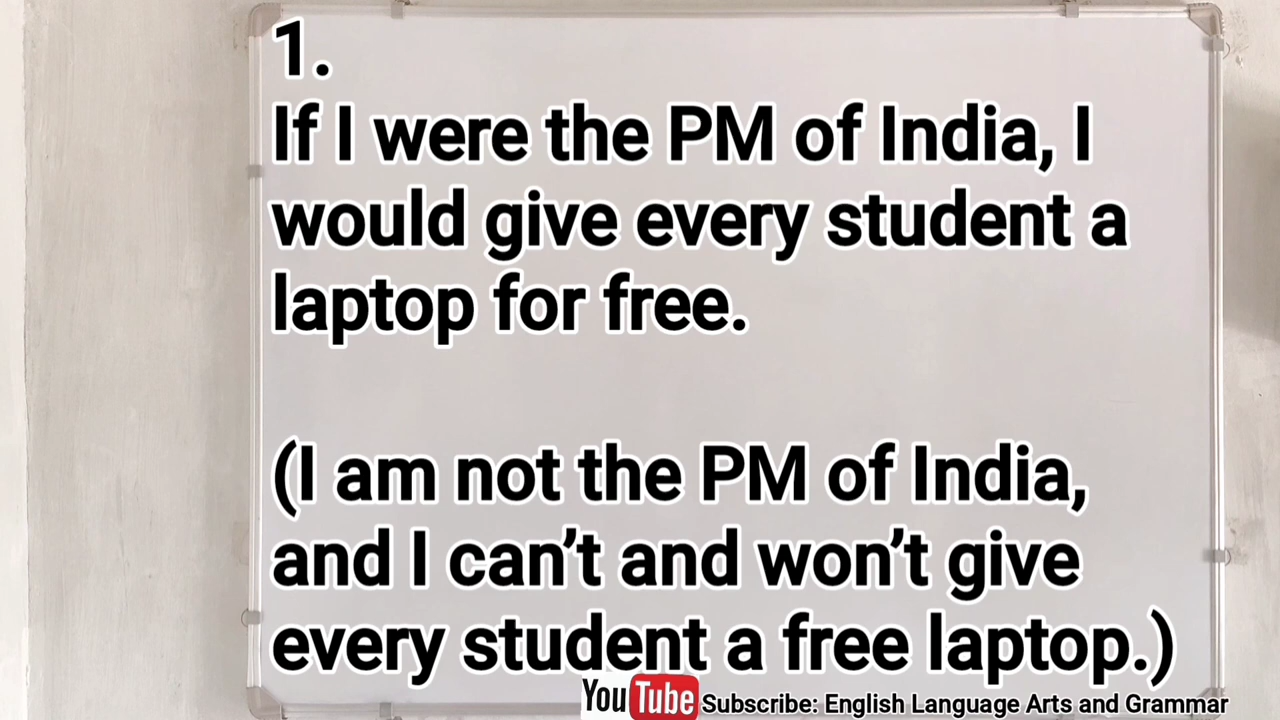 1.
If I were the PM of India, I
would give every student a
laptop for free.
(I am not the PM of India,
and I can’t and won’t give
every student a free laptop.)
YouTube Subscribe: English Language Arts and Grammar